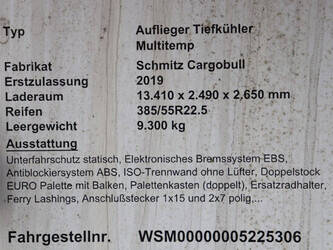 Typ Auflieger Tiefkühler
Multitemp
Fabrikat Schmitz Cargobull
Erstzulassung 2019
Laderaum 13.410 x 2.490 x 2,650 mm
Reifen 385/55R22.5
Leergewicht 9.300 kg
Ausstattung
Unterfahrschutz statisch, Elektronisches Bremssystem EBS,
Antiblockiersystem ABS, ISO-Trennwand ohne Lüfter, Doppelstock
EURO Palette mit Balken, Palettenkasten (doppelt), Ersatzradhalter,
Ferry Lashings, Anschlußstecker 1x15 und 2x7 polig,...
Fahrgestellnr. WSM00000005225306